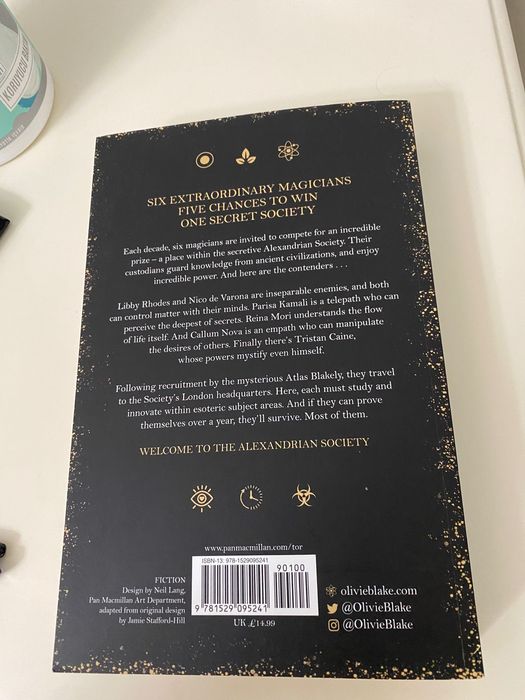 KORUYUCU BA
SIX EXTRAORDINARY MAGICIANS
FIVE CHANCES TO WIN
ONE SECRET SOCIETY
Each decade, six magicians are invited to compete for an incredible
prize – a place within the secretive Alexandrian Society. Their
custodians guard knowledge from ancient civilizations, and enjoy
incredible power. And here are the contenders . . .
Libby Rhodes and Nico de Varona are inseparable enemies, and both
can control matter with their minds. Parisa Kamali is a telepath who can
perceive the deepest of secrets. Reina Mori understands the flow
of life itself. And Callum Nova is an empath who can manipulate
the desires of others. Finally there's Tristan Caine,
whose powers mystify even himself.
Following recruitment by the mysterious Atlas Blakely, they travel
to the Society's London headquarters. Here, each must study and
innovate within esoteric subject areas. And if they can prove
themselves over a year, they'll survive. Most of them.
WELCOME TO THE ALEXANDRIAN SOCIETY
www.panmacmillan.com/tor
ISBN-13: 978-1529095241
90100
9 781529 095241
UK £14.99
FICTION
Design by Neil Lang,
Pan Macmillan Art Department,
adapted from original design
by Jamie Stafford-Hill
olivieblake.com
@OlivieBlake
@OlivieBlake